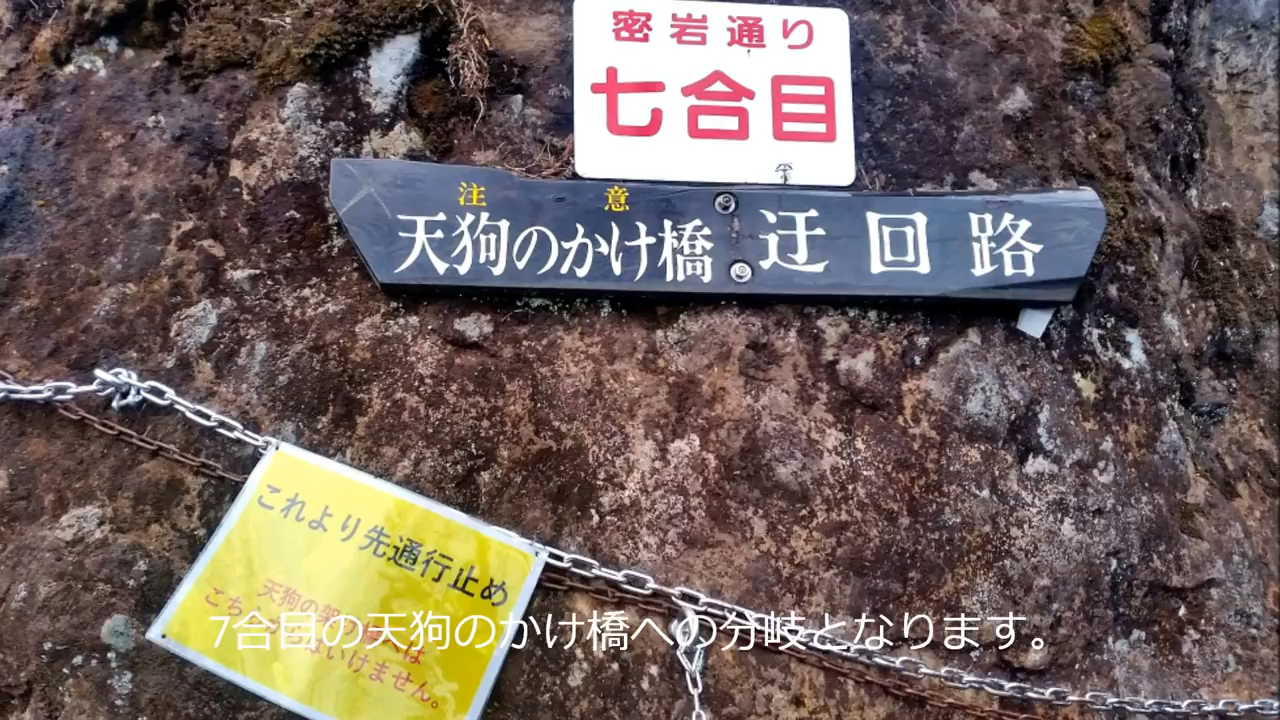 密岩通り
七合目
注意
天狗のかけ橋 迂回路
これより先通行止め
天狗の架
こち
いけません。
7合目の天狗のかけ橋への分岐となります。